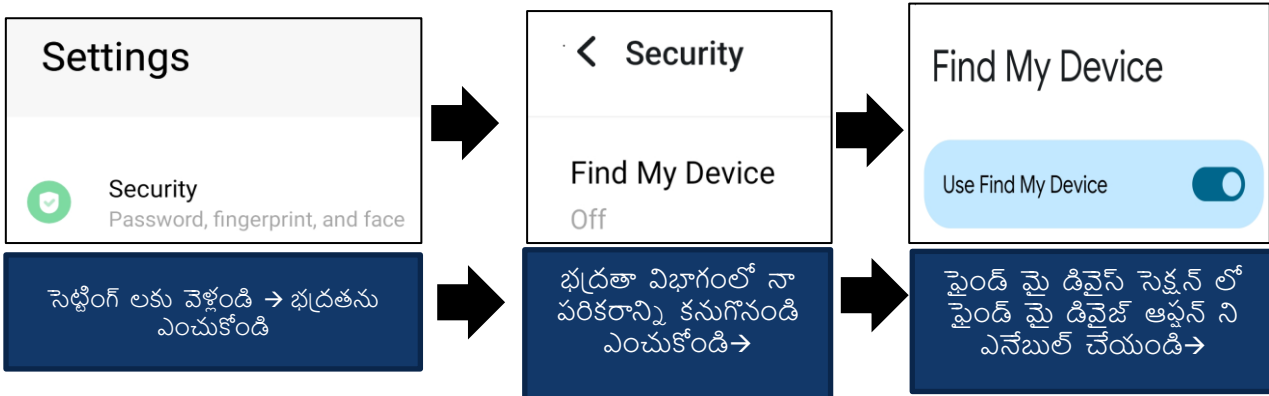 Settings
Security
Password, fingerprint, and face
Security
Find My Device
Off
Find My Device
Use Find My Device
సెట్టింగ్ లకు వెళ్లండి → భద్రతను
ఎంచుకోండి
భద్రతా విభాగంలో నా
పరికరాన్ని కనుగొనండి
ఎంచుకోండి→
ఫైండ్ మై డివైస్ సెక్షన్ లో
ఫైండ్ మై డివైజ్ ఆప్షన్ ని
ఎనేబుల్ చేయండి→